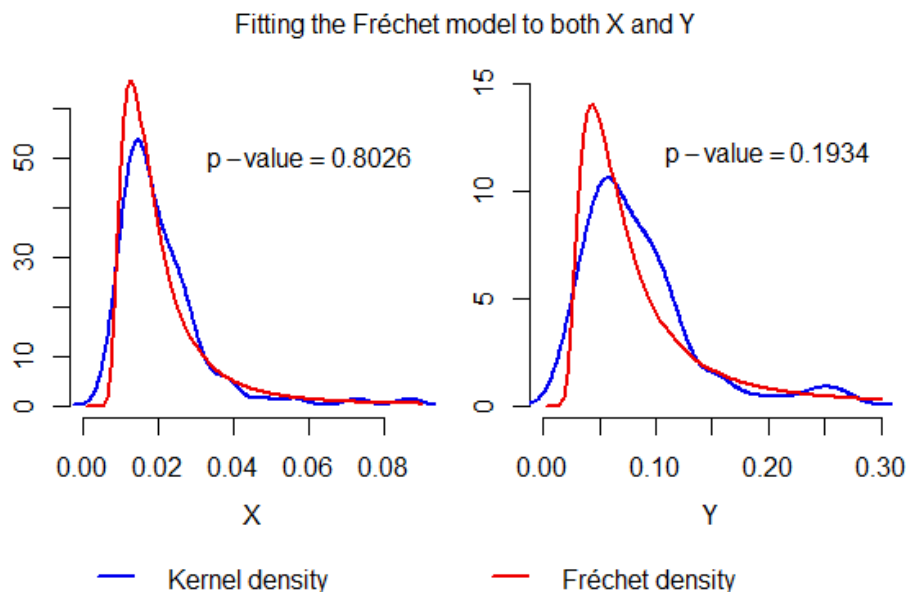 Fitting the Fréchet model to both X and Y
50
30
10
0
p − value = 0.8026
0.00 0.02 0.04 0.06 0.08
X
15
10
5
0
p − value = 0.1934
0.00 0.10 0.20 0.30
Y
Kernel density
Fréchet density